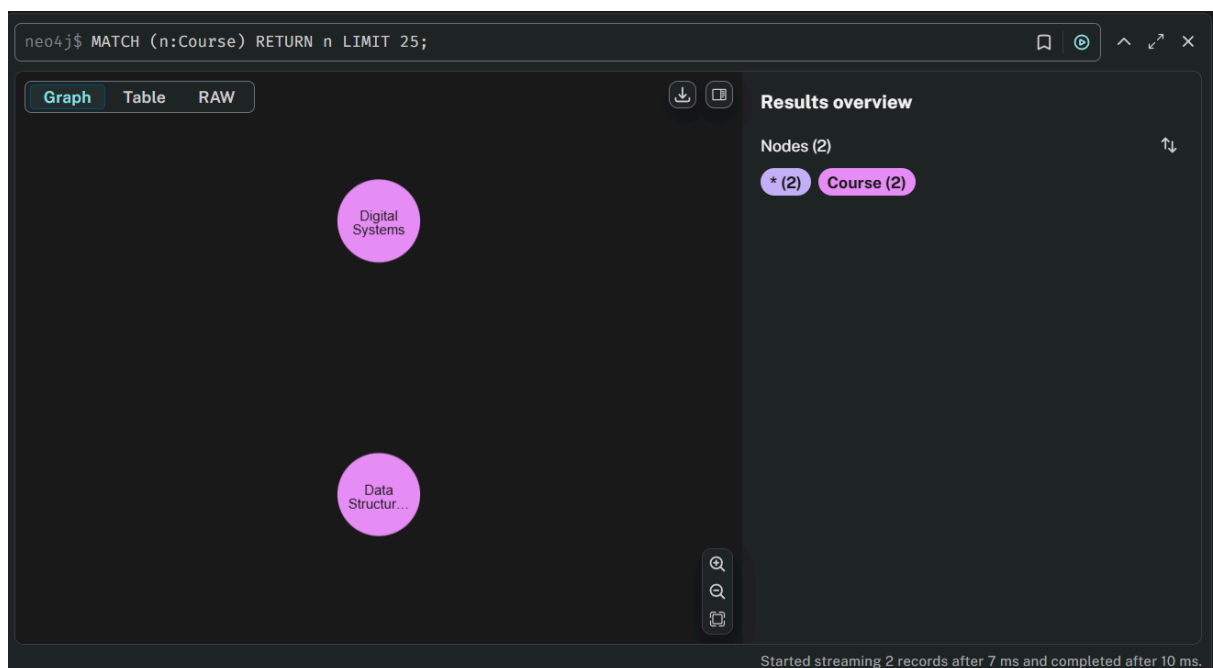 neo4j$ MATCH (n:Course) RETURN n LIMIT 25;
Graph Table RAW
Results overview
Nodes (2)
* (2) Course (2)
Digital
Systems
Data
Structur...
Started streaming 2 records after 7 ms and completed after 10 ms.